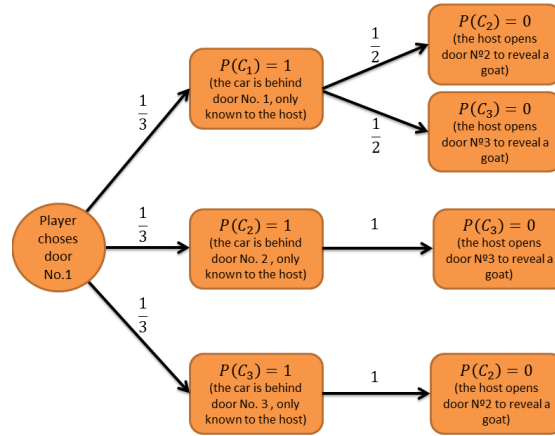 Player
choses
door
No.1
1/3
1/3
1/3
P(C₁) = 1
(the car is behind
door No. 1, only
known to the host)
P(C₂) = 1
(the car is behind
door No. 2 , only
known to the host)
P(C₃) = 1
(the car is behind
door No. 3 , only
known to the host)
1/2
1/2
1
1
P(C₂) = 0
(the host opens
door Nº2 to reveal a
goat)
P(C₃) = 0
(the host opens
door Nº3 to reveal a
goat)
P(C₃) = 0
(the host opens
door Nº3 to reveal a
goat)
P(C₂) = 0
(the host opens
door Nº2 to reveal a
goat)